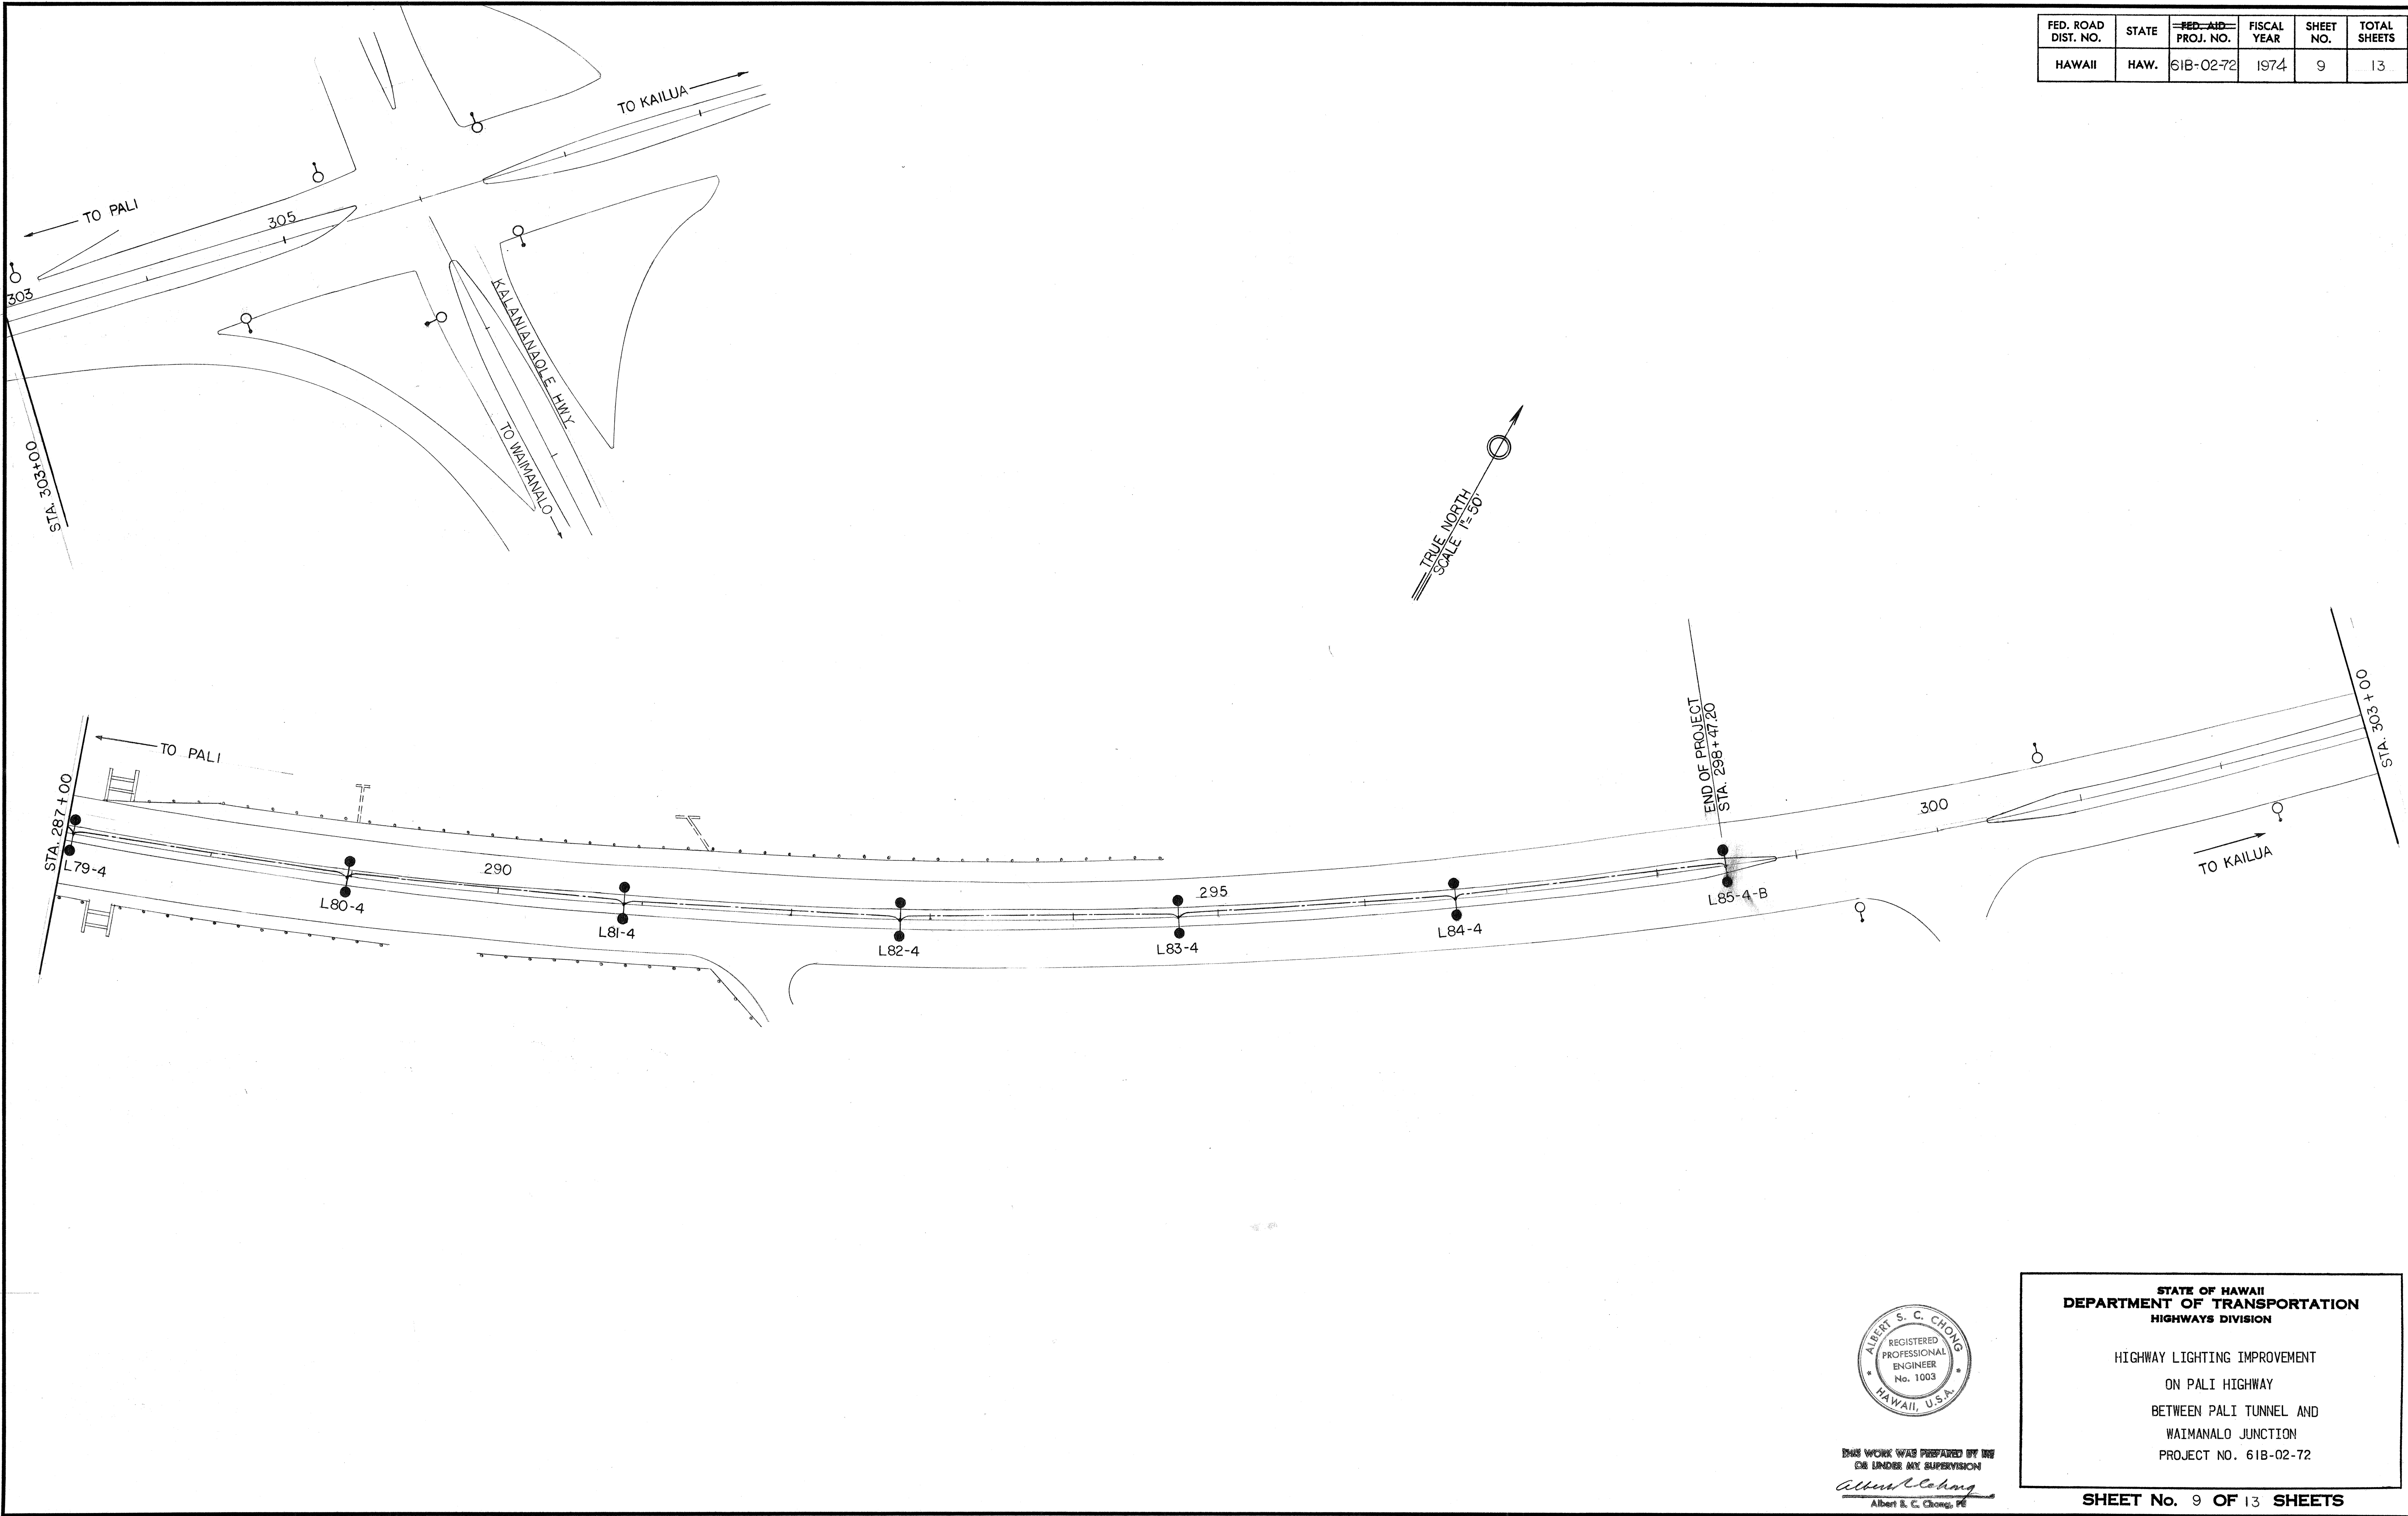 FED. ROAD DIST. NO. STATE FED. AID PROJ. NO. FISCAL YEAR SHEET NO. TOTAL SHEETS
HAWAII HAW. 61B-02-72 1974 9 13
TO KAILUA
TO PALI
305
303
STA. 303+00
KALANIANAOLE HWY.
TO WAIMANALO
TRUE NORTH
SCALE 1"=50'
TO PALI
STA. 287+00
L79-4
L80-4
290
L81-4
L82-4
L83-4
295
L84-4
END OF PROJECT
STA. 298+47.20
L85-4-B
300
TO KAILUA
STA. 303+00
ALBERT S. C. CHONG
REGISTERED
PROFESSIONAL
ENGINEER
No. 1003
HAWAII, U.S.A.
THIS WORK WAS PREPARED BY ME
OR UNDER MY SUPERVISION
Albert S. C. Chong, PE
STATE OF HAWAII
DEPARTMENT OF TRANSPORTATION
HIGHWAYS DIVISION
HIGHWAY LIGHTING IMPROVEMENT
ON PALI HIGHWAY
BETWEEN PALI TUNNEL AND
WAIMANALO JUNCTION
PROJECT NO. 61B-02-72
SHEET No. 9 OF 13 SHEETS